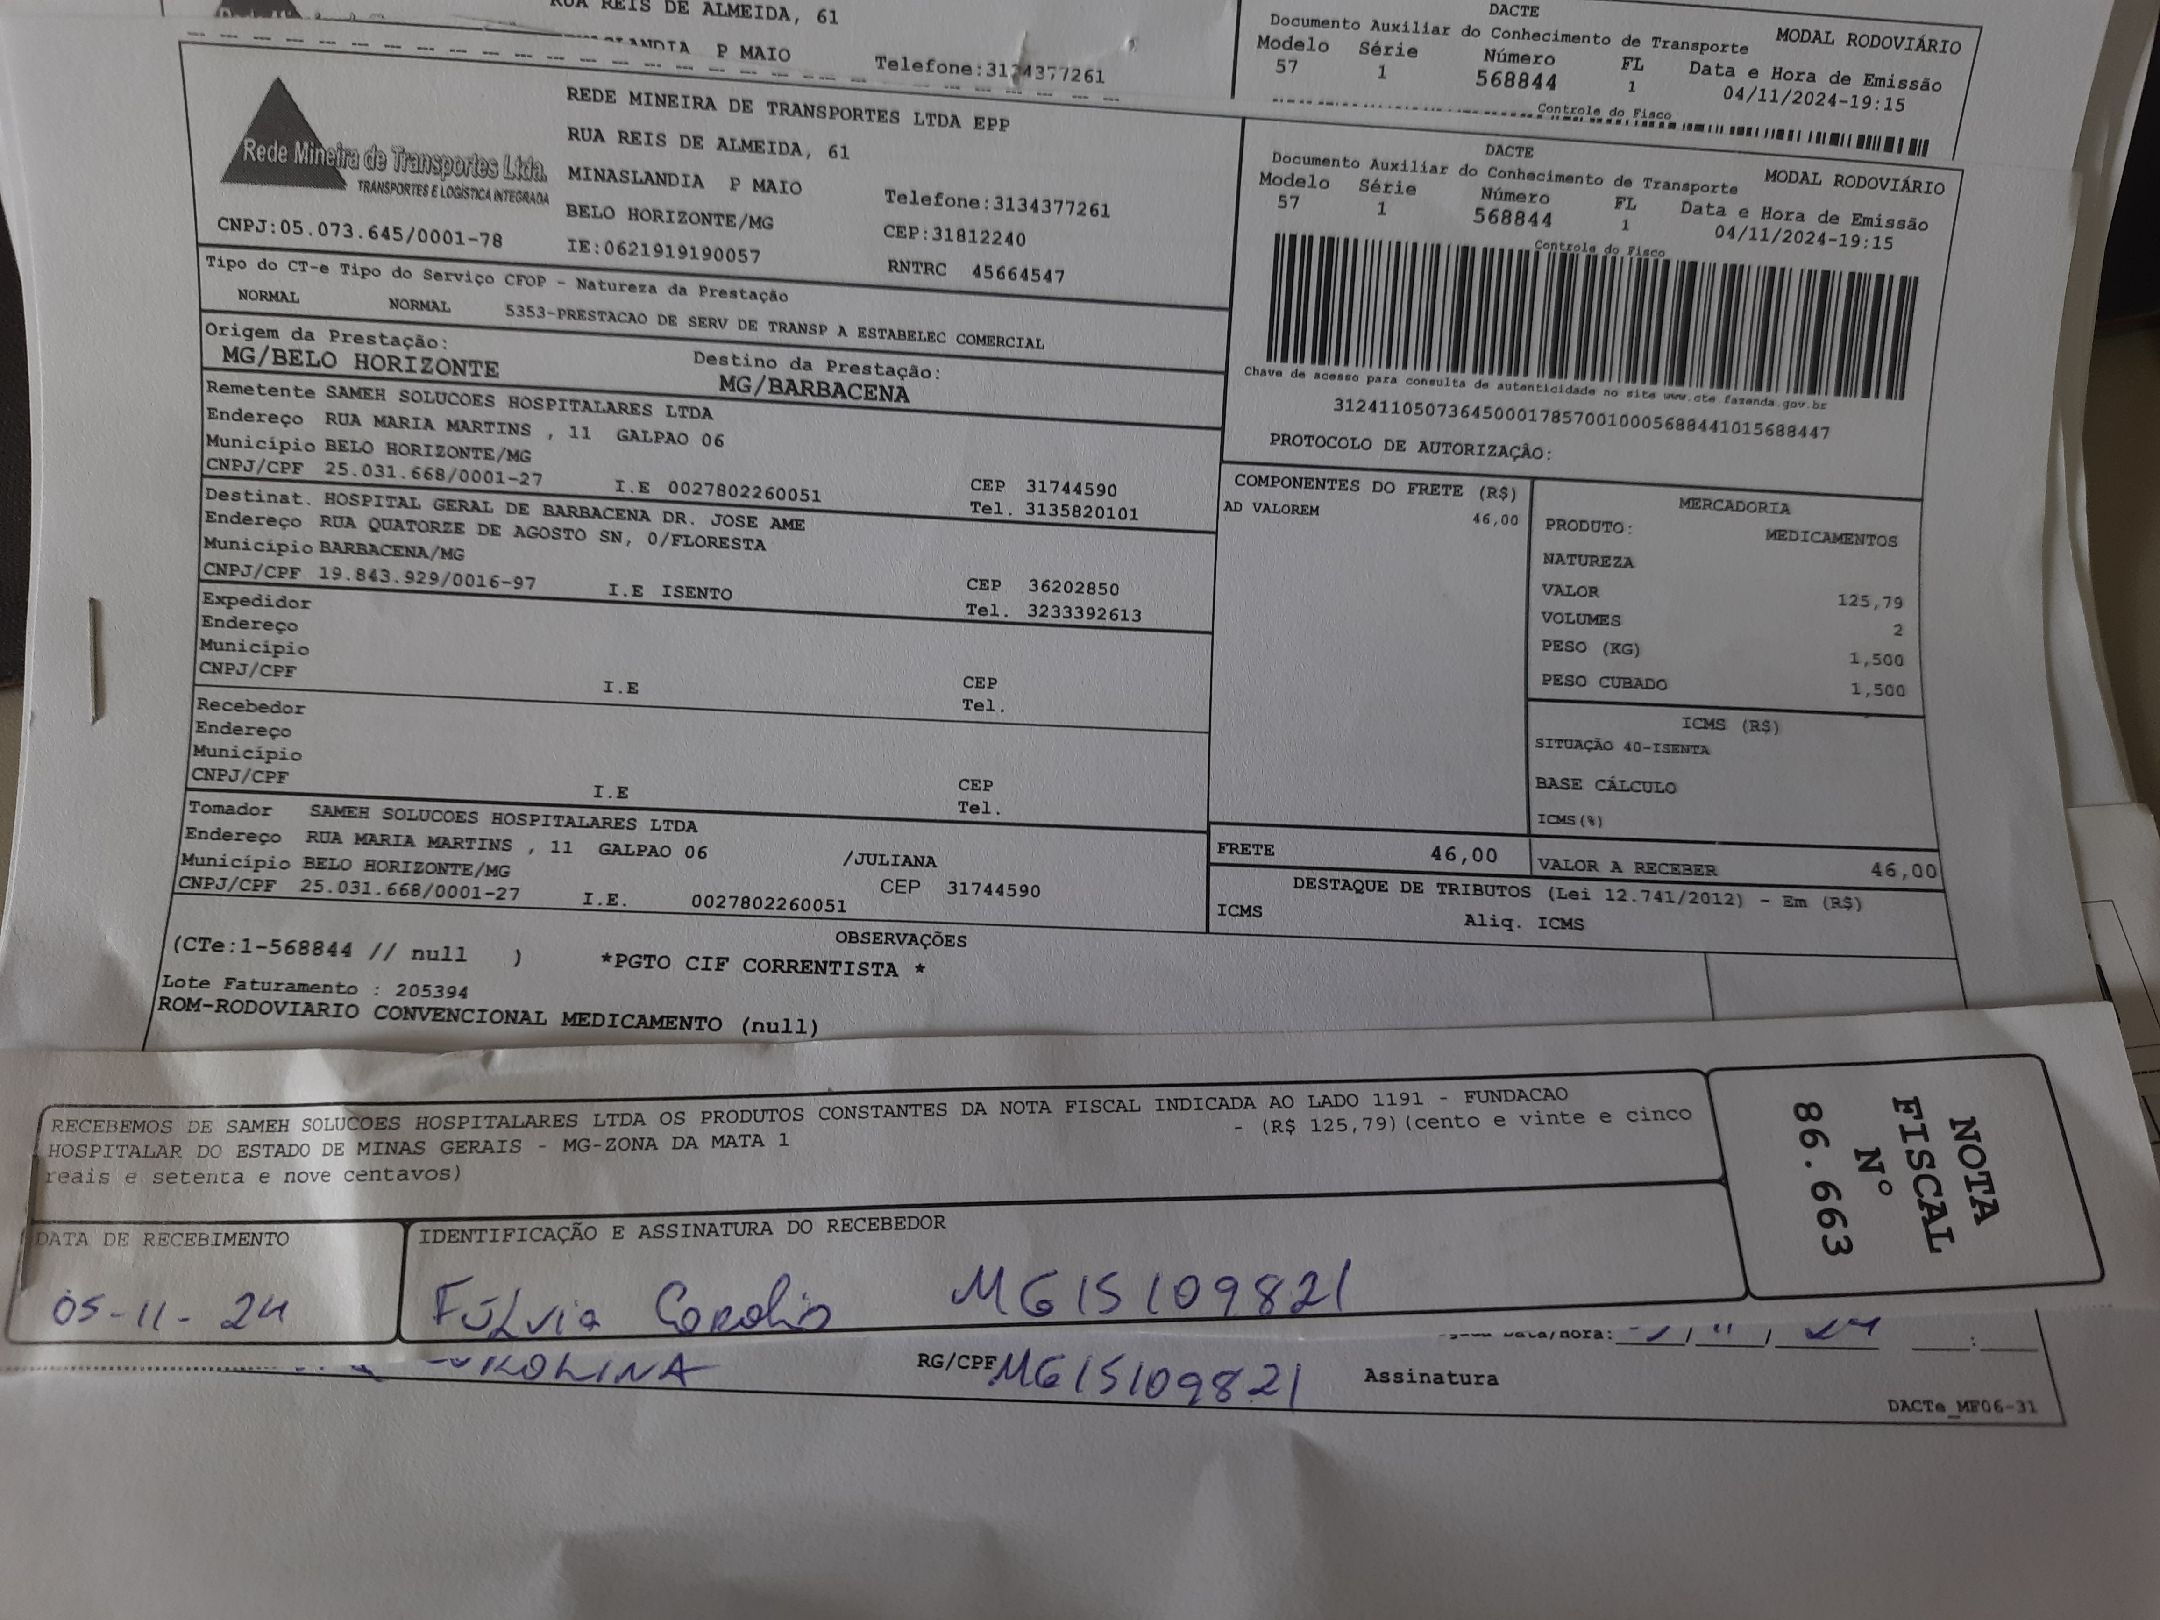 RUA REIS DE ALMEIDA, 61
P MAIO
Telefone:3134377261
DACTE
Documento Auxiliar do Conhecimento de Transporte
MODAL RODOVIÁRIO
Modelo Série Número FL Data e Hora de Emissão
57 1 568844 1 04/11/2024-19:15
Controle do Fisco
Rede Mineira de Transportes Ltda.
TRANSPORTES E LOGÍSTICA INTEGRADA
CNPJ:05.073.645/0001-78
REDE MINEIRA DE TRANSPORTES LTDA EPP
RUA REIS DE ALMEIDA, 61
MINASLANDIA P MAIO
Telefone:3134377261
BELO HORIZONTE/MG
CEP:31812240
IE:0621919190057
RNTRC 45664547
DACTE
Documento Auxiliar do Conhecimento de Transporte
MODAL RODOVIÁRIO
Modelo Série Número FL Data e Hora de Emissão
57 1 568844 1 04/11/2024-19:15
Controle do Fisco
Chave de acesso para consulta de autenticidade no site www.cte.fazenda.gov.br
31241105073645000178570010005688441015688447
PROTOCOLO DE AUTORIZAÇÂO:
Tipo do CT-e Tipo do Serviço CFOP - Natureza da Prestação
NORMAL NORMAL 5353-PRESTACAO DE SERV DE TRANSP A ESTABELEC COMERCIAL
Origem da Prestação: Destino da Prestação:
MG/BELO HORIZONTE MG/BARBACENA
Remetente SAMEH SOLUCOES HOSPITALARES LTDA
Endereço RUA MARIA MARTINS , 11 GALPAO 06
Município BELO HORIZONTE/MG CEP 31744590
CNPJ/CPF 25.031.668/0001-27 I.E 0027802260051 Tel. 3135820101
Destinat. HOSPITAL GERAL DE BARBACENA DR. JOSE AME
Endereço RUA QUATORZE DE AGOSTO SN, 0/FLORESTA
Município BARBACENA/MG CEP 36202850
CNPJ/CPF 19.843.929/0016-97 I.E ISENTO Tel. 3233392613
Expedidor
Endereço
Município CEP
CNPJ/CPF I.E Tel.
Recebedor
Endereço
Município CEP
CNPJ/CPF I.E Tel.
Tomador SAMEH SOLUCOES HOSPITALARES LTDA
Endereço RUA MARIA MARTINS , 11 GALPAO 06 /JULIANA
Município BELO HORIZONTE/MG CEP 31744590
CNPJ/CPF 25.031.668/0001-27 I.E. 0027802260051
COMPONENTES DO FRETE (R$)
AD VALOREM 46,00
MERCADORIA
PRODUTO: MEDICAMENTOS
NATUREZA
VALOR 125,79
VOLUMES 2
PESO (KG) 1,500
PESO CUBADO 1,500
ICMS (R$)
SITUAÇÃO 40-ISENTA
BASE CÁLCULO
ICMS(%)
FRETE 46,00 VALOR A RECEBER 46,00
DESTAQUE DE TRIBUTOS (Lei 12.741/2012) - Em (R$)
ICMS Aliq. ICMS
OBSERVAÇÕES
(CTe:1-568844 // null ) *PGTO CIF CORRENTISTA *
Lote Faturamento : 205394
ROM-RODOVIARIO CONVENCIONAL MEDICAMENTO (null)
RECEBEMOS DE SAMEH SOLUCOES HOSPITALARES LTDA OS PRODUTOS CONSTANTES DA NOTA FISCAL INDICADA AO LADO 1191 - FUNDACAO
HOSPITALAR DO ESTADO DE MINAS GERAIS - MG-ZONA DA MATA 1 - (R$ 125,79)(cento e vinte e cinco
reais e setenta e nove centavos)
NOTA
FISCAL
Nº
86.663
DATA DE RECEBIMENTO
05-11-24
IDENTIFICAÇÃO E ASSINATURA DO RECEBEDOR
Fúlvia MG15109821
RG/CPF MG15109821 Assinatura
DACTe_MF06-31